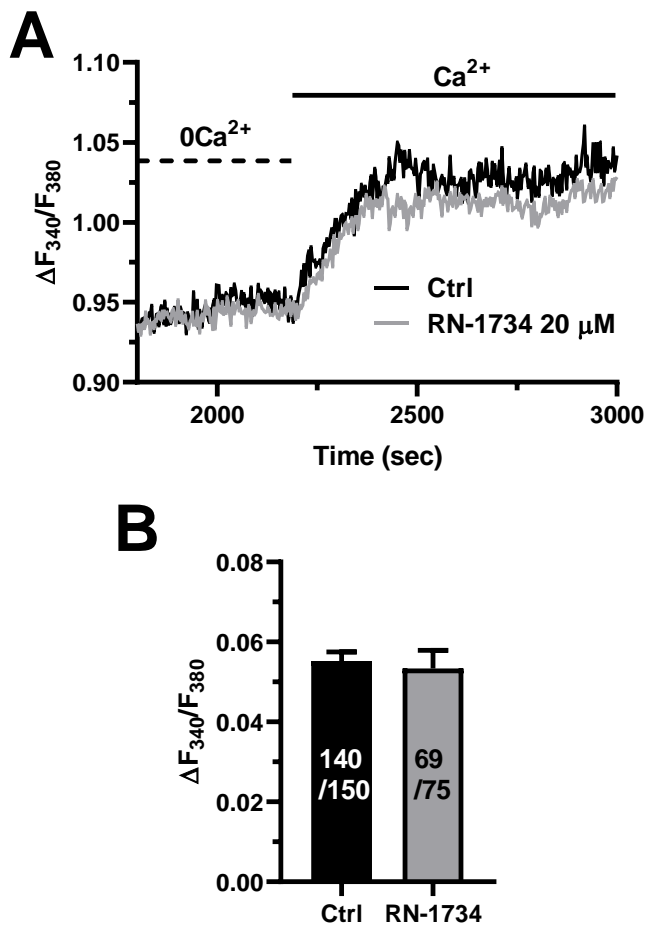 A
1.10
1.05
1.00
0.95
0.90
ΔF340/F380
0Ca2+
Ca2+
Ctrl
RN-1734 20 μM
2000 2500 3000
Time (sec)
B
0.08
0.06
0.04
0.02
0.00
ΔF340/F380
140 69
/150 /75
Ctrl RN-1734